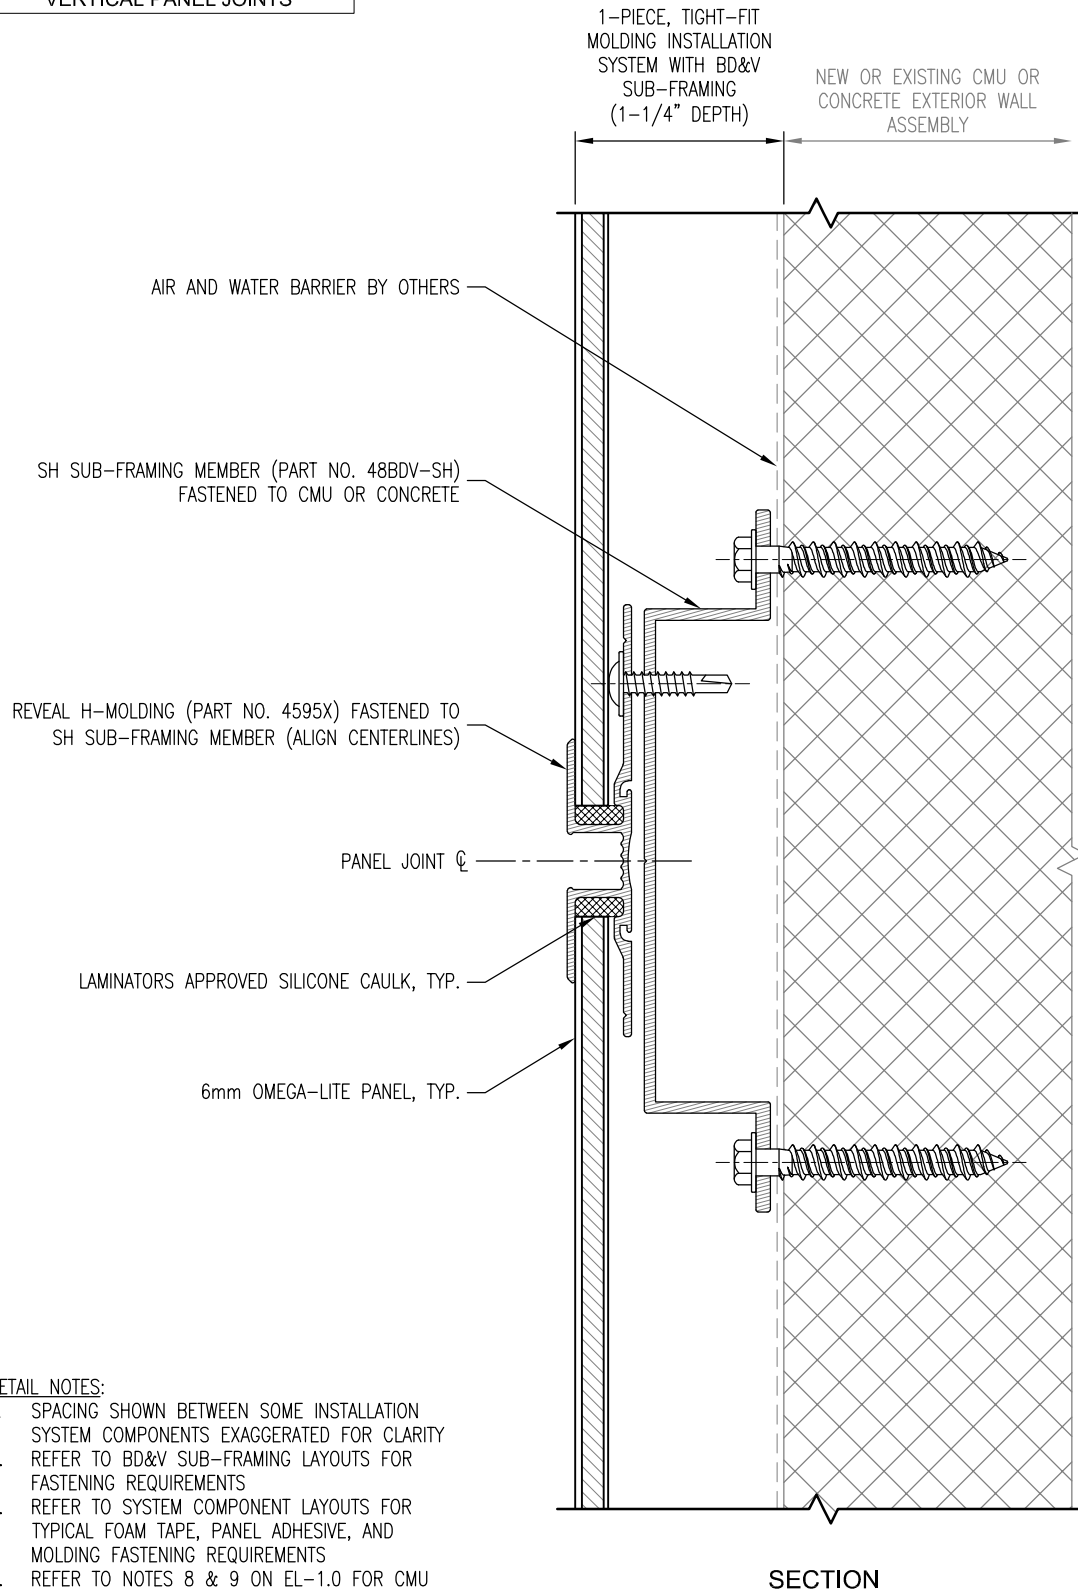 VERTICAL PANEL JOINTS
1-PIECE, TIGHT-FIT
MOLDING INSTALLATION
SYSTEM WITH BD&V
SUB-FRAMING
(1-1/4" DEPTH)
NEW OR EXISTING CMU OR
CONCRETE EXTERIOR WALL
ASSEMBLY
AIR AND WATER BARRIER BY OTHERS
SH SUB-FRAMING MEMBER (PART NO. 48BDV-SH)
FASTENED TO CMU OR CONCRETE
REVEAL H-MOLDING (PART NO. 4595X) FASTENED TO
SH SUB-FRAMING MEMBER (ALIGN CENTERLINES)
PANEL JOINT ℄
LAMINATORS APPROVED SILICONE CAULK, TYP.
6mm OMEGA-LITE PANEL, TYP.
ETAIL NOTES:
. SPACING SHOWN BETWEEN SOME INSTALLATION
SYSTEM COMPONENTS EXAGGERATED FOR CLARITY
. REFER TO BD&V SUB-FRAMING LAYOUTS FOR
FASTENING REQUIREMENTS
. REFER TO SYSTEM COMPONENT LAYOUTS FOR
TYPICAL FOAM TAPE, PANEL ADHESIVE, AND
MOLDING FASTENING REQUIREMENTS
. REFER TO NOTES 8 & 9 ON EL-1.0 FOR CMU
SECTION